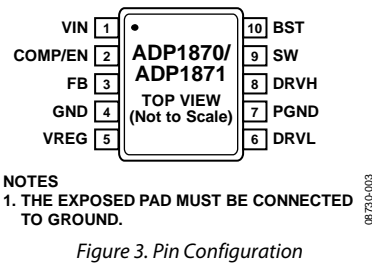 VIN 1
COMP/EN 2
FB 3
GND 4
VREG 5
ADP1870/
ADP1871
TOP VIEW
(Not to Scale)
10 BST
9 SW
8 DRVH
7 PGND
6 DRVL
NOTES
1. THE EXPOSED PAD MUST BE CONNECTED
TO GROUND.
08730-003
Figure 3. Pin Configuration